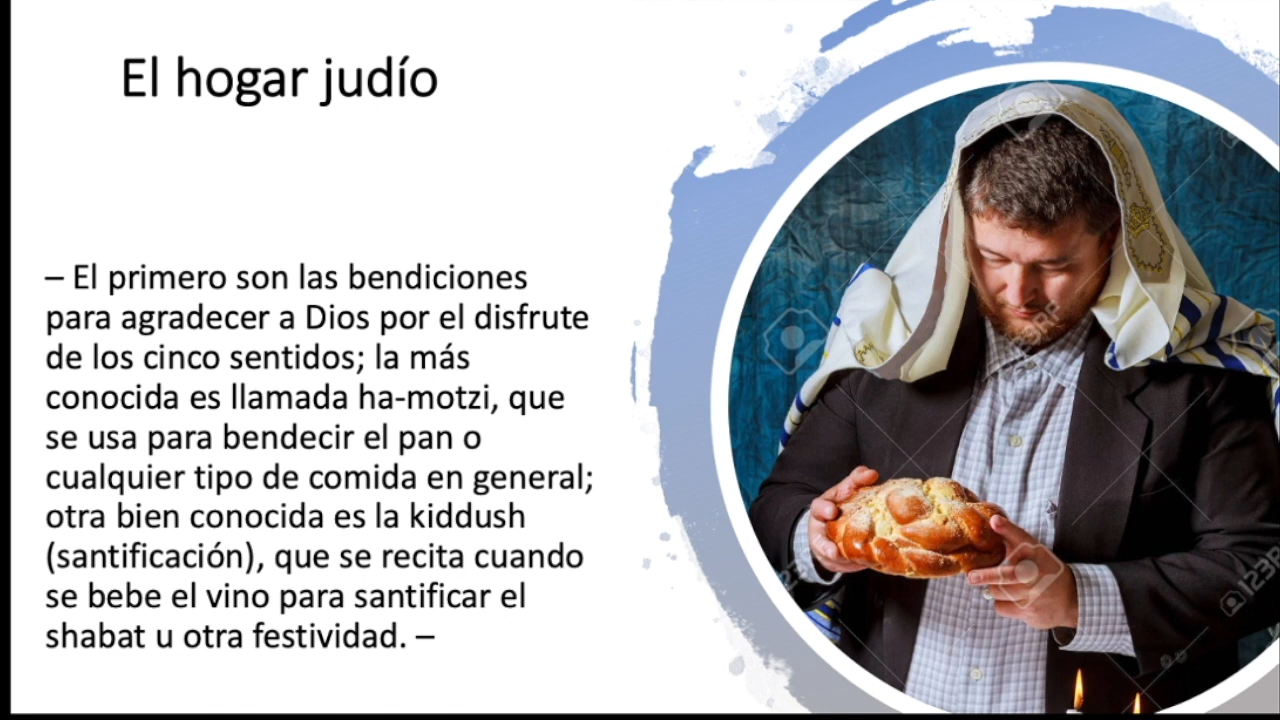 El hogar judío
– El primero son las bendiciones
para agradecer a Dios por el disfrute
de los cinco sentidos; la más
conocida es llamada ha-motzi, que
se usa para bendecir el pan o
cualquier tipo de comida en general;
otra bien conocida es la kiddush
(santificación), que se recita cuando
se bebe el vino para santificar el
shabat u otra festividad. –